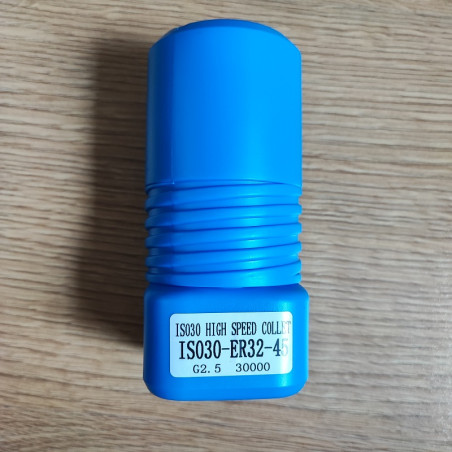 ISO30 HIGH SPEED COLLET
ISO30-ER32-45
G2.5 30000